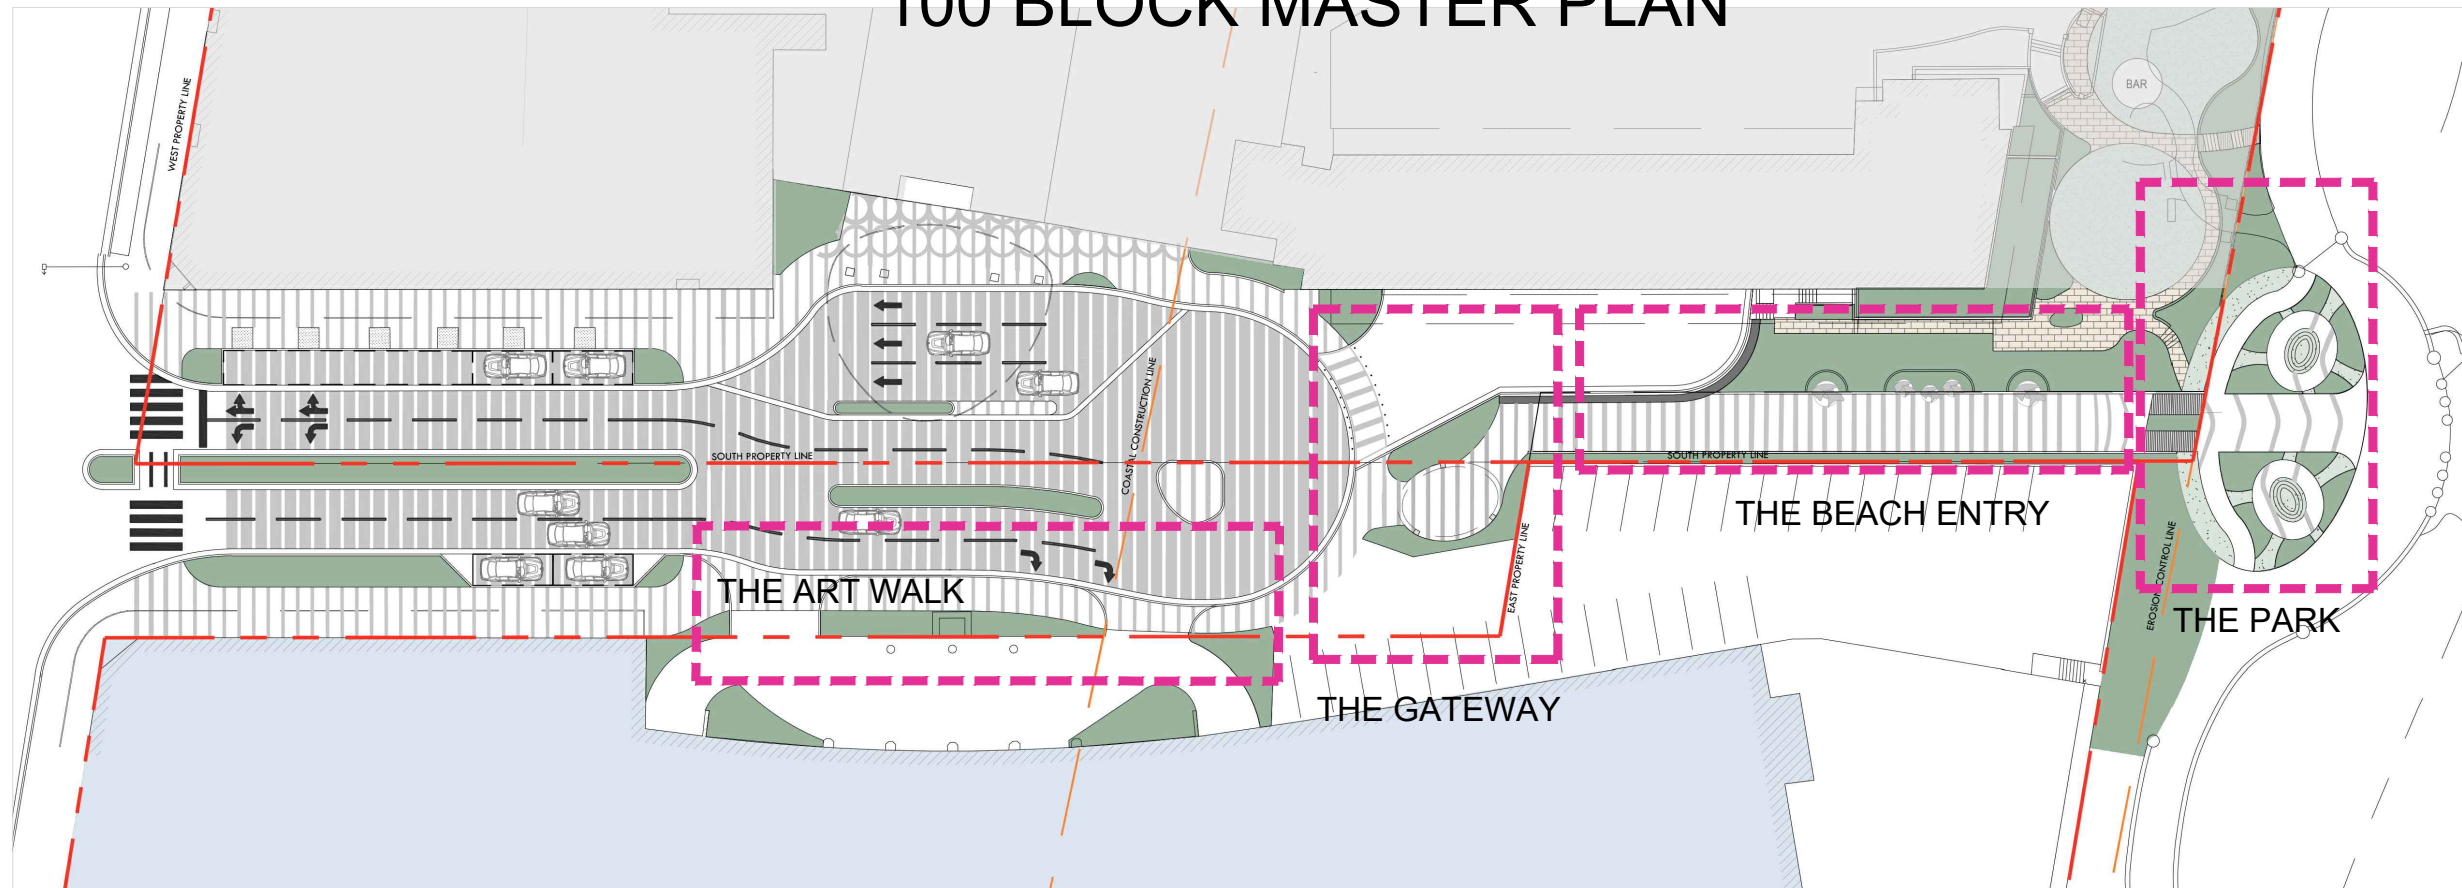 100 BLOCK MASTER PLAN
WEST PROPERTY LINE
BAR
COASTAL CONSTRUCTION LINE
SOUTH PROPERTY LINE
SOUTH PROPERTY LINE
THE BEACH ENTRY
EAST PROPERTY LINE
EROSION CONTROL LINE
THE ART WALK
THE PARK
THE GATEWAY